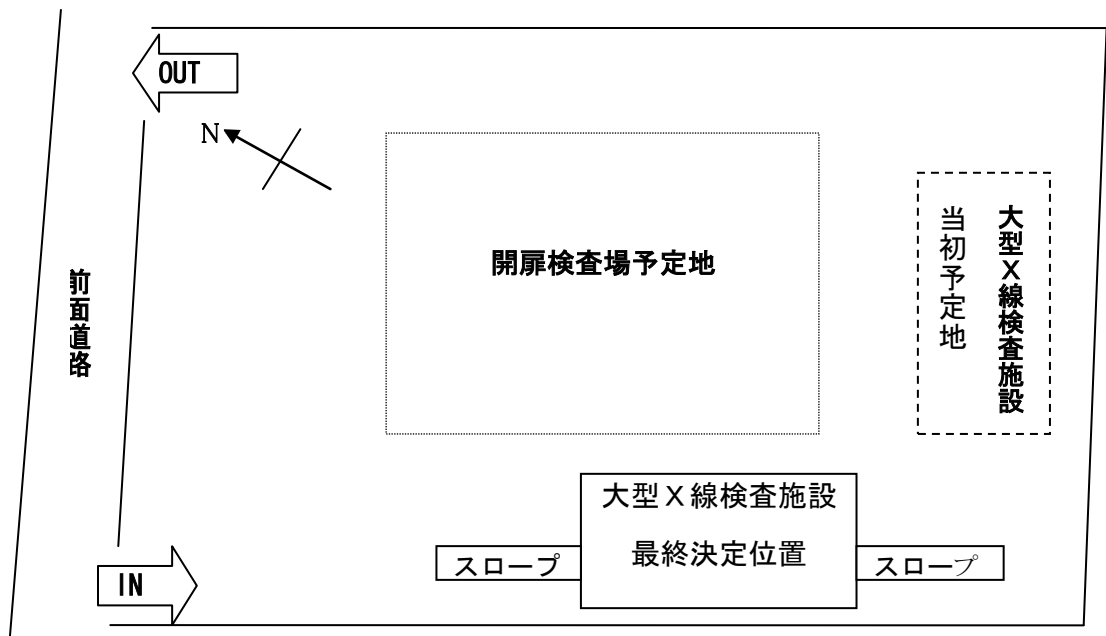 OUT
N
開扉検査場予定地
大型Ⅹ線検査施設
当初予定地
前面道路
大型Ⅹ線検査施設
最終決定位置
スロープ
スロープ
IN